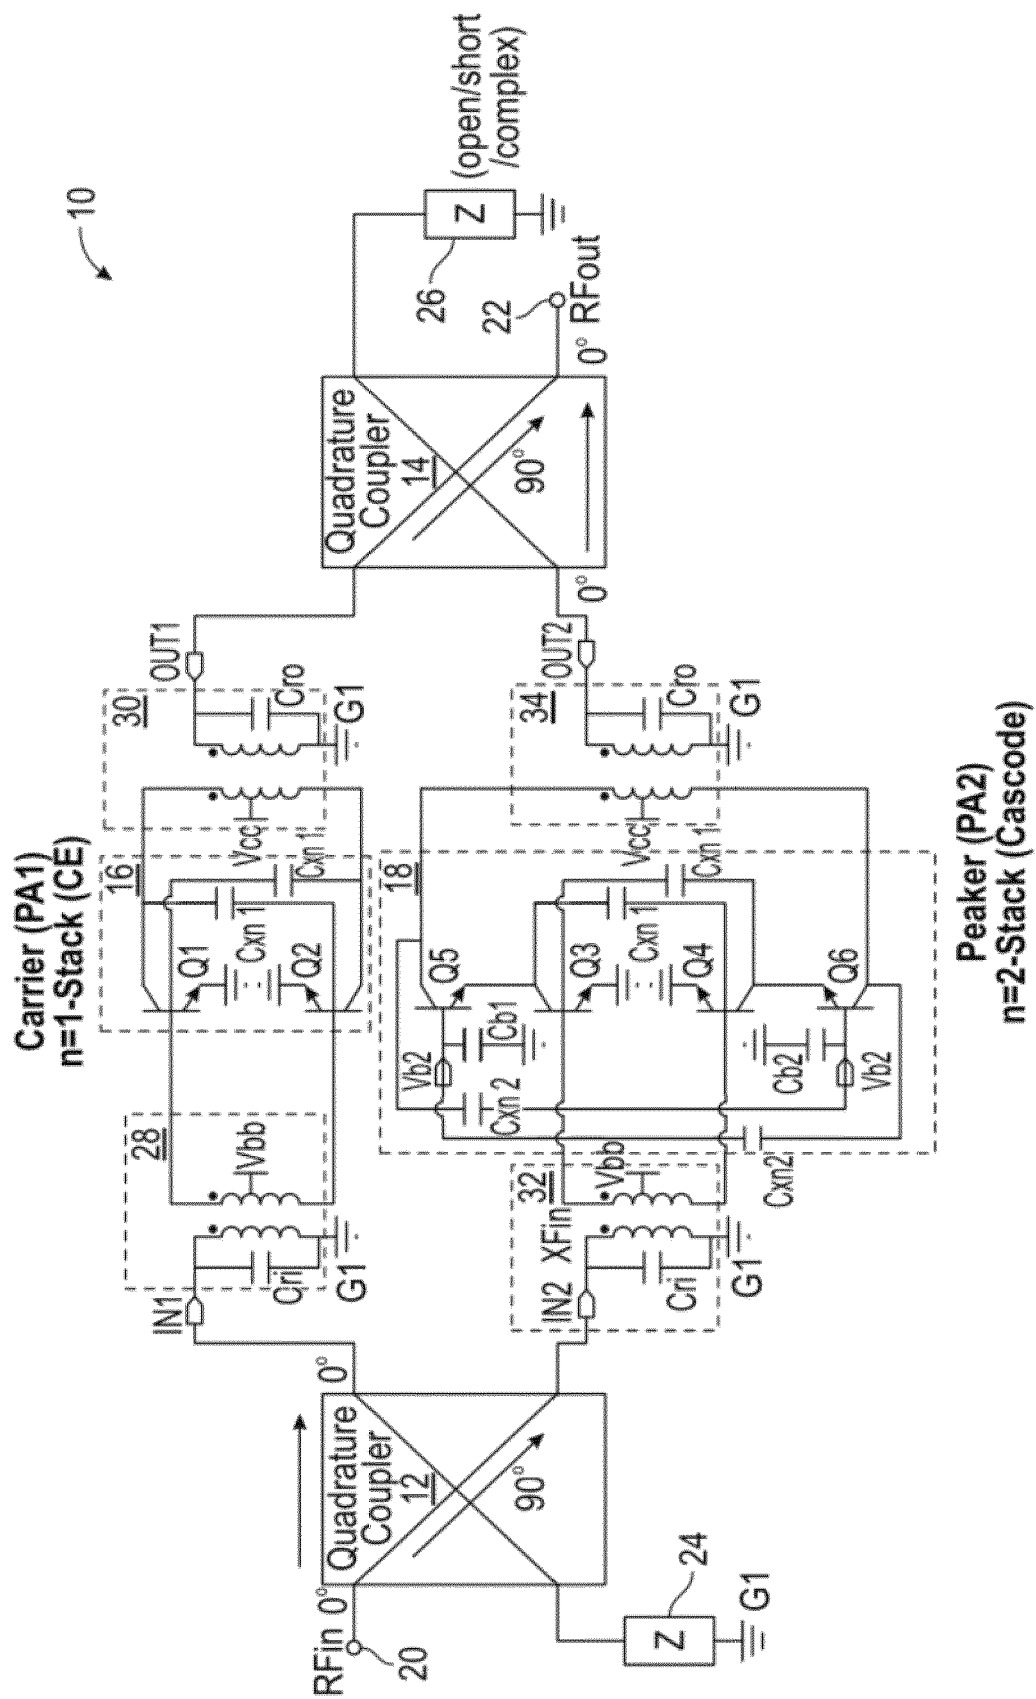 10
Carrier (PA1)
n=1-Stack (CE)
RFin 0°
20
Quadrature
Coupler
12
90°
0°
Z
24
G1
IN1
28
Cri
G1
Vbb
16
Q1
Cxn 1
Q2
Cxn 1
30
Vcc
Cro
G1
OUT1
IN2
XFin
32
Cri
G1
Vbb
18
Vb2
Cxn 2
Cb1
Q5
Q3
Cxn 1
Q4
Cxn 1
Cb2
Q6
Vb2
Cxn2
34
Vcc
Cro
G1
OUT2
0°
Quadrature
Coupler
14
90°
0°
22
RFout
26
Z
(open/short
/complex)
Peaker (PA2)
n=2-Stack (Cascode)